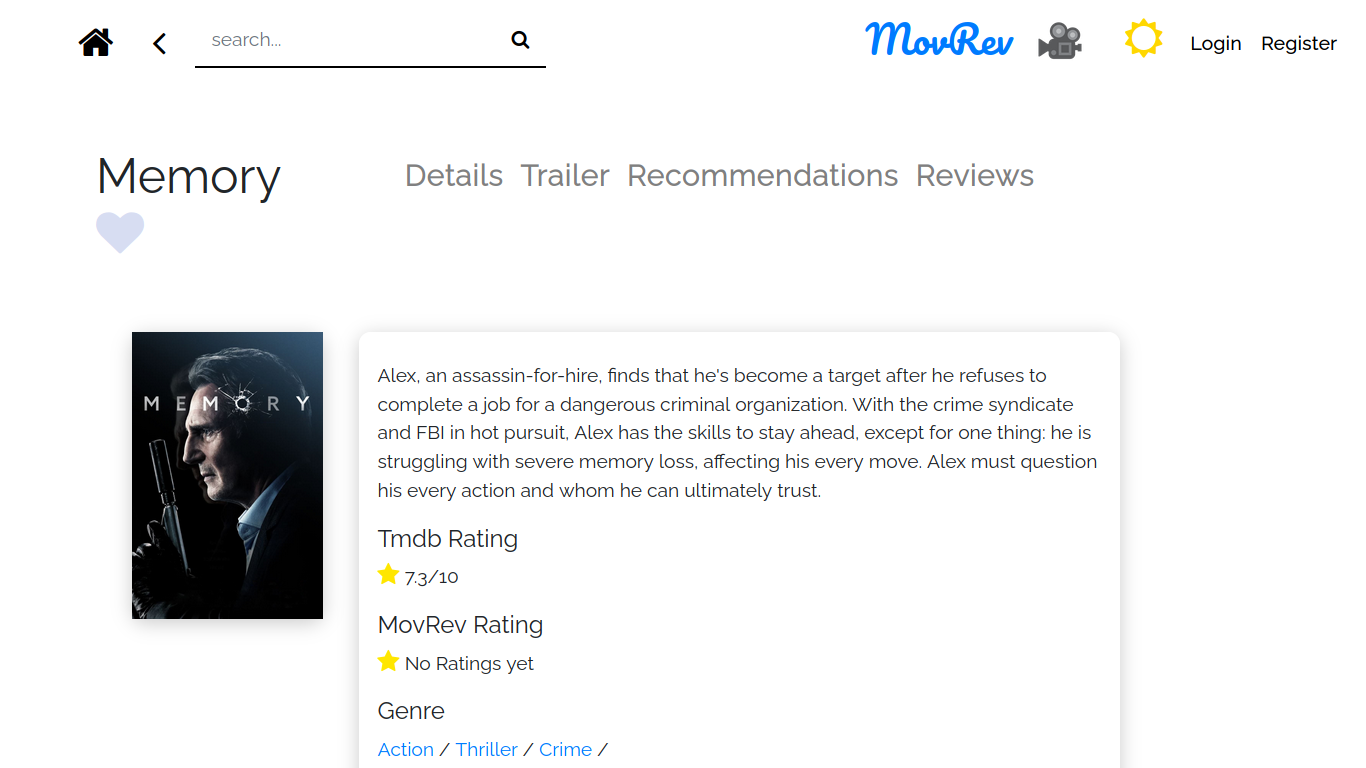 search...
MovRev
Login Register
Memory
Details Trailer Recommendations Reviews
MEMORY
Alex, an assassin-for-hire, finds that he's become a target after he refuses to
complete a job for a dangerous criminal organization. With the crime syndicate
and FBI in hot pursuit, Alex has the skills to stay ahead, except for one thing: he is
struggling with severe memory loss, affecting his every move. Alex must question
his every action and whom he can ultimately trust.
Tmdb Rating
7.3/10
MovRev Rating
No Ratings yet
Genre
Action / Thriller / Crime /